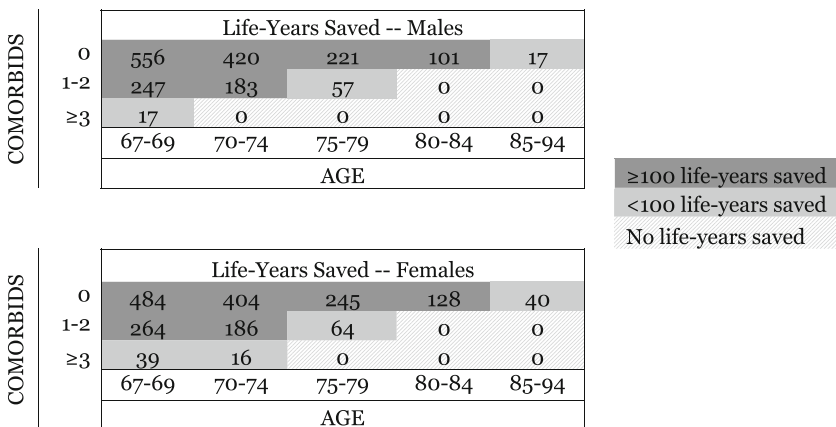 Life-Years Saved -- Males
COMORBIDS
0 556 420 221 101 17
1-2 247 183 57 0 0
≥3 17 0 0 0 0
67-69 70-74 75-79 80-84 85-94
AGE
≥100 life-years saved
<100 life-years saved
No life-years saved
Life-Years Saved -- Females
COMORBIDS
0 484 404 245 128 40
1-2 264 186 64 0 0
≥3 39 16 0 0 0
67-69 70-74 75-79 80-84 85-94
AGE